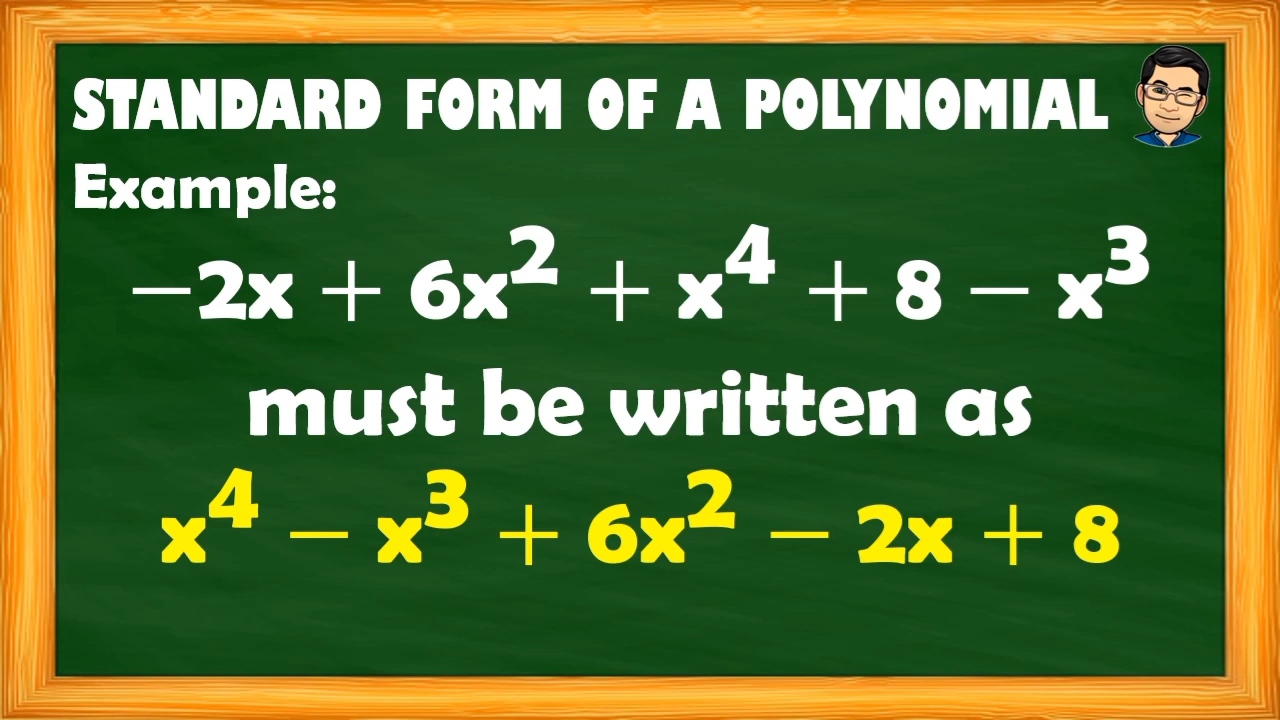 STANDARD FORM OF A POLYNOMIAL
Example:
−2x + 6x² + x⁴ + 8 − x³
must be written as
x⁴ − x³ + 6x² − 2x + 8